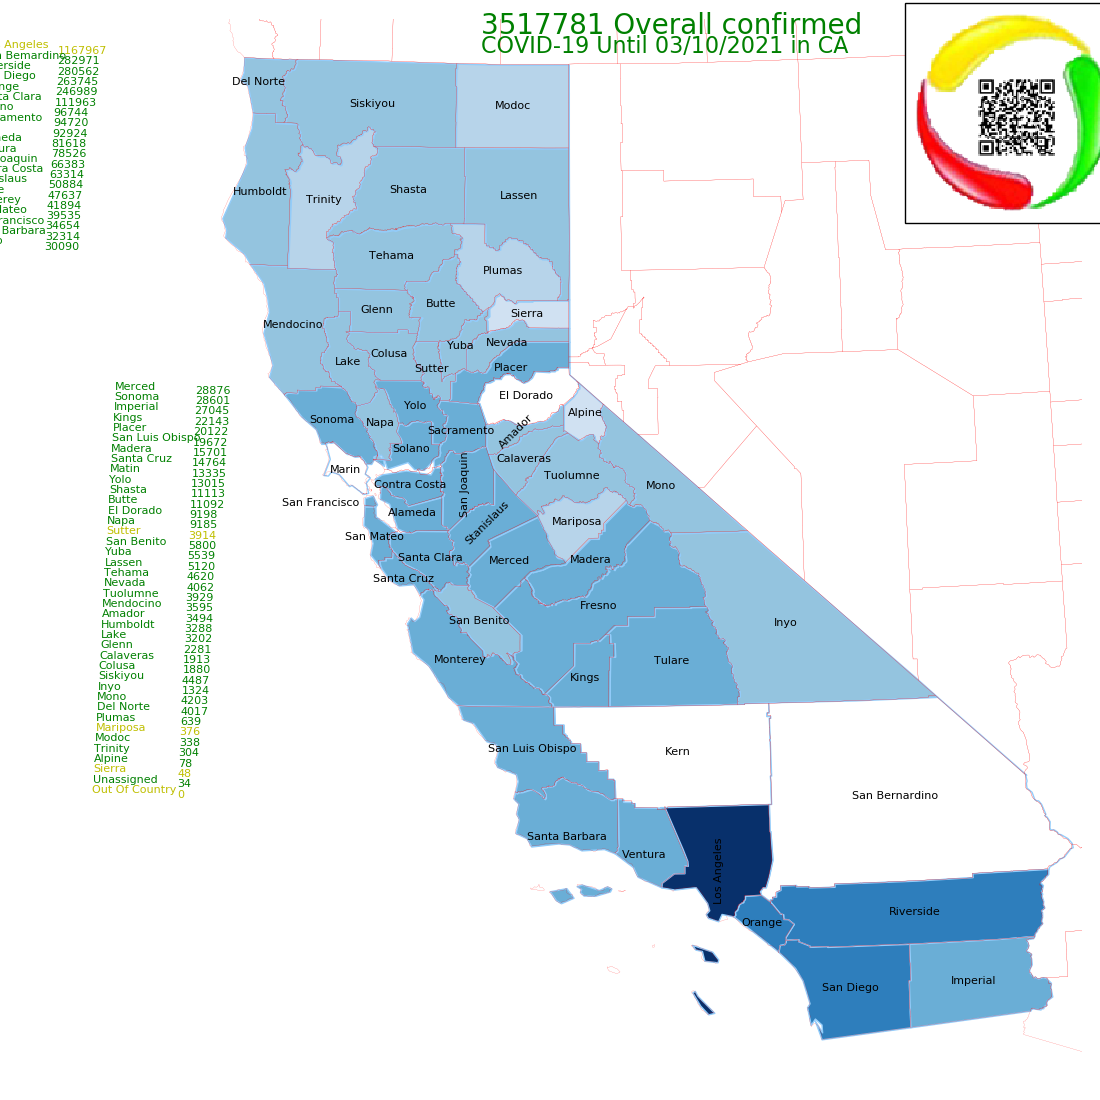 3517781 Overall confirmed
COVID-19 Until 03/10/2021 in CA
Angeles 1167967
Bernardino 282971
erside 280562
Diego 263745
nge 246989
ta Clara 111963
no 96744
amento 94720
92924
neda 81618
ura 78526
oaquin 66383
ra Costa 63314
islaus 50884
e 47637
erey 41894
Mateo 39535
rancisco 34654
Barbara 32314
o 30090
Merced 28876
Sonoma 28601
Imperial 27045
Kings 22143
Placer 20122
San Luis Obispo 19672
Madera 15701
Santa Cruz 14764
Matin 13335
Yolo 13015
Shasta 11113
Butte 11092
El Dorado 9198
Napa 9185
Sutter 3914
San Benito 5800
Yuba 5539
Lassen 5120
Tehama 4620
Nevada 4062
Tuolumne 3929
Mendocino 3595
Amador 3494
Humboldt 3288
Lake 3202
Glenn 2281
Calaveras 1913
Colusa 1880
Siskiyou 4487
Inyo 1324
Mono 4203
Del Norte 4017
Plumas 639
Mariposa 376
Modoc 338
Trinity 304
Alpine 78
Sierra 48
Unassigned 34
Out Of Country 0
Del Norte
Siskiyou
Modoc
Humboldt
Trinity
Shasta
Lassen
Tehama
Plumas
Glenn
Butte
Sierra
Mendocino
Lake
Colusa
Sutter
Yuba
Nevada
Placer
El Dorado
Sonoma
Napa
Yolo
Sacramento
Amador
Alpine
Solano
Calaveras
Marin
Contra Costa
San Joaquin
Tuolumne
Mono
San Francisco
Alameda
Stanislaus
Mariposa
San Mateo
Santa Clara
Merced
Madera
Santa Cruz
Fresno
San Benito
Inyo
Monterey
Kings
Tulare
San Luis Obispo
Kern
San Bernardino
Santa Barbara
Ventura
Los Angeles
Orange
Riverside
San Diego
Imperial